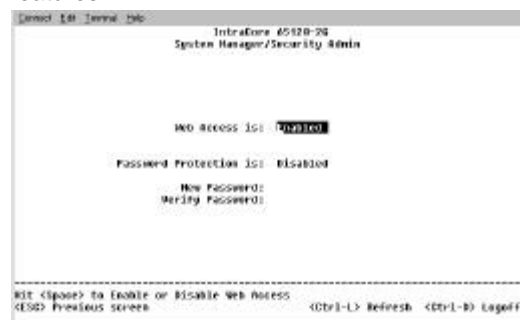 Connect Edit Terminal Help
IntraCore 65120-2G
System Manager/Security Admin
Web Access is: Enabled
Password Protection is: Disabled
New Password:
Verify Password:
Hit <Space> to Enable or Disable Web Access
<ESC> Previous screen <Ctrl-L> Refresh <Ctrl-D> Logoff